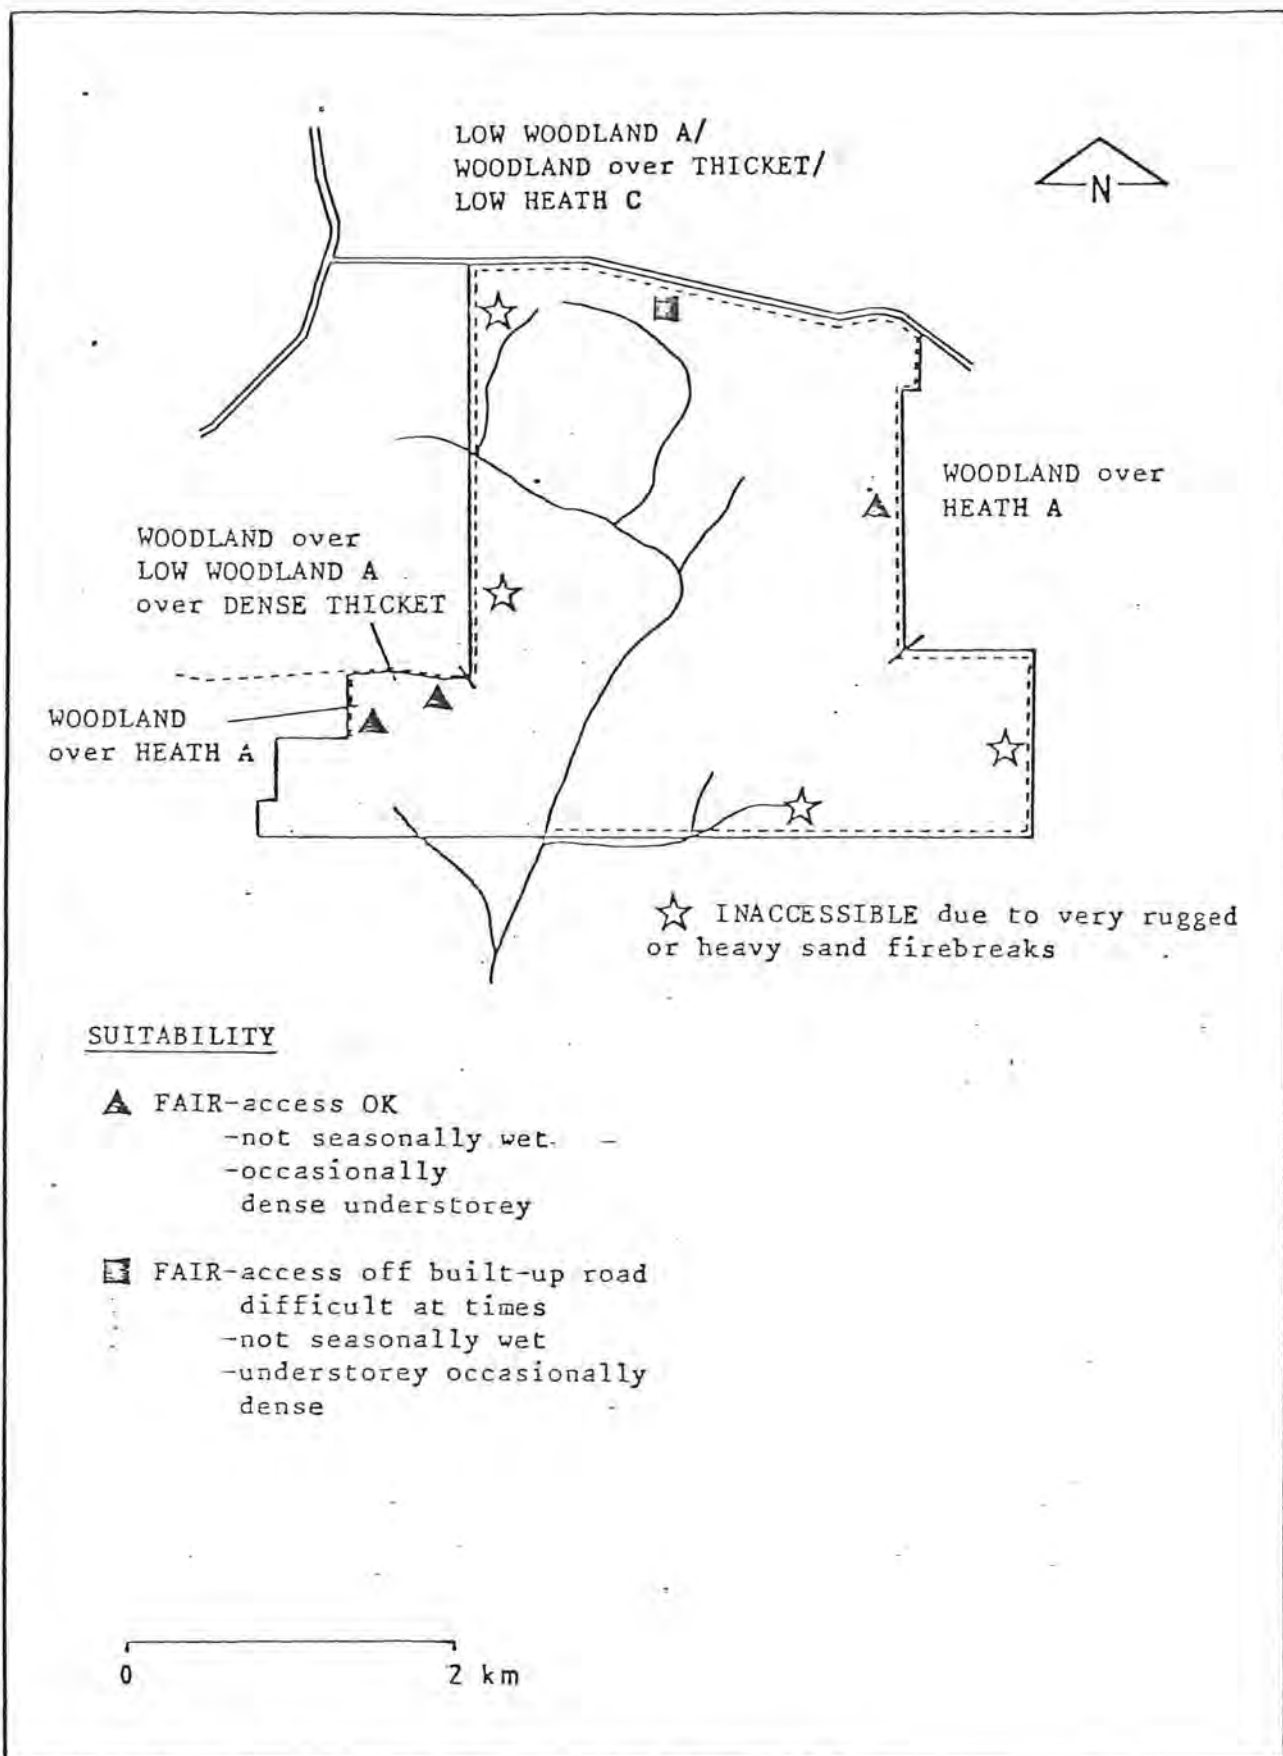 LOW WOODLAND A/
WOODLAND over THICKET/
LOW HEATH C
N
WOODLAND over
HEATH A
WOODLAND over
LOW WOODLAND A
over DENSE THICKET
WOODLAND
over HEATH A
INACCESSIBLE due to very rugged
or heavy sand firebreaks
SUITABILITY
FAIR-access OK
-not seasonally wet
-occasionally
dense understorey
FAIR-access off built-up road
difficult at times
-not seasonally wet
-understorey occasionally
dense
0 2 km